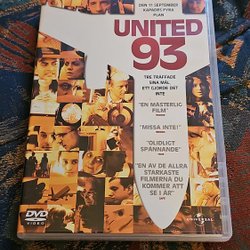 DEN 11 SEPTEMBER
KAPADES FYRA
PLAN
UNITED
93
TRE TRÄFFADE
SINA MÅL
ETT GJORDE DET
INTE
"EN MÄSTERLIG
FILM"
"MISSA INTE!"
"OLIDLIGT
SPÄNNANDE"
"EN AV DE ALLRA
STARKASTE
FILMERNA DU
KOMMER ATT
SE I ÅR"
DVD
VIDEO
UNIVERSAL